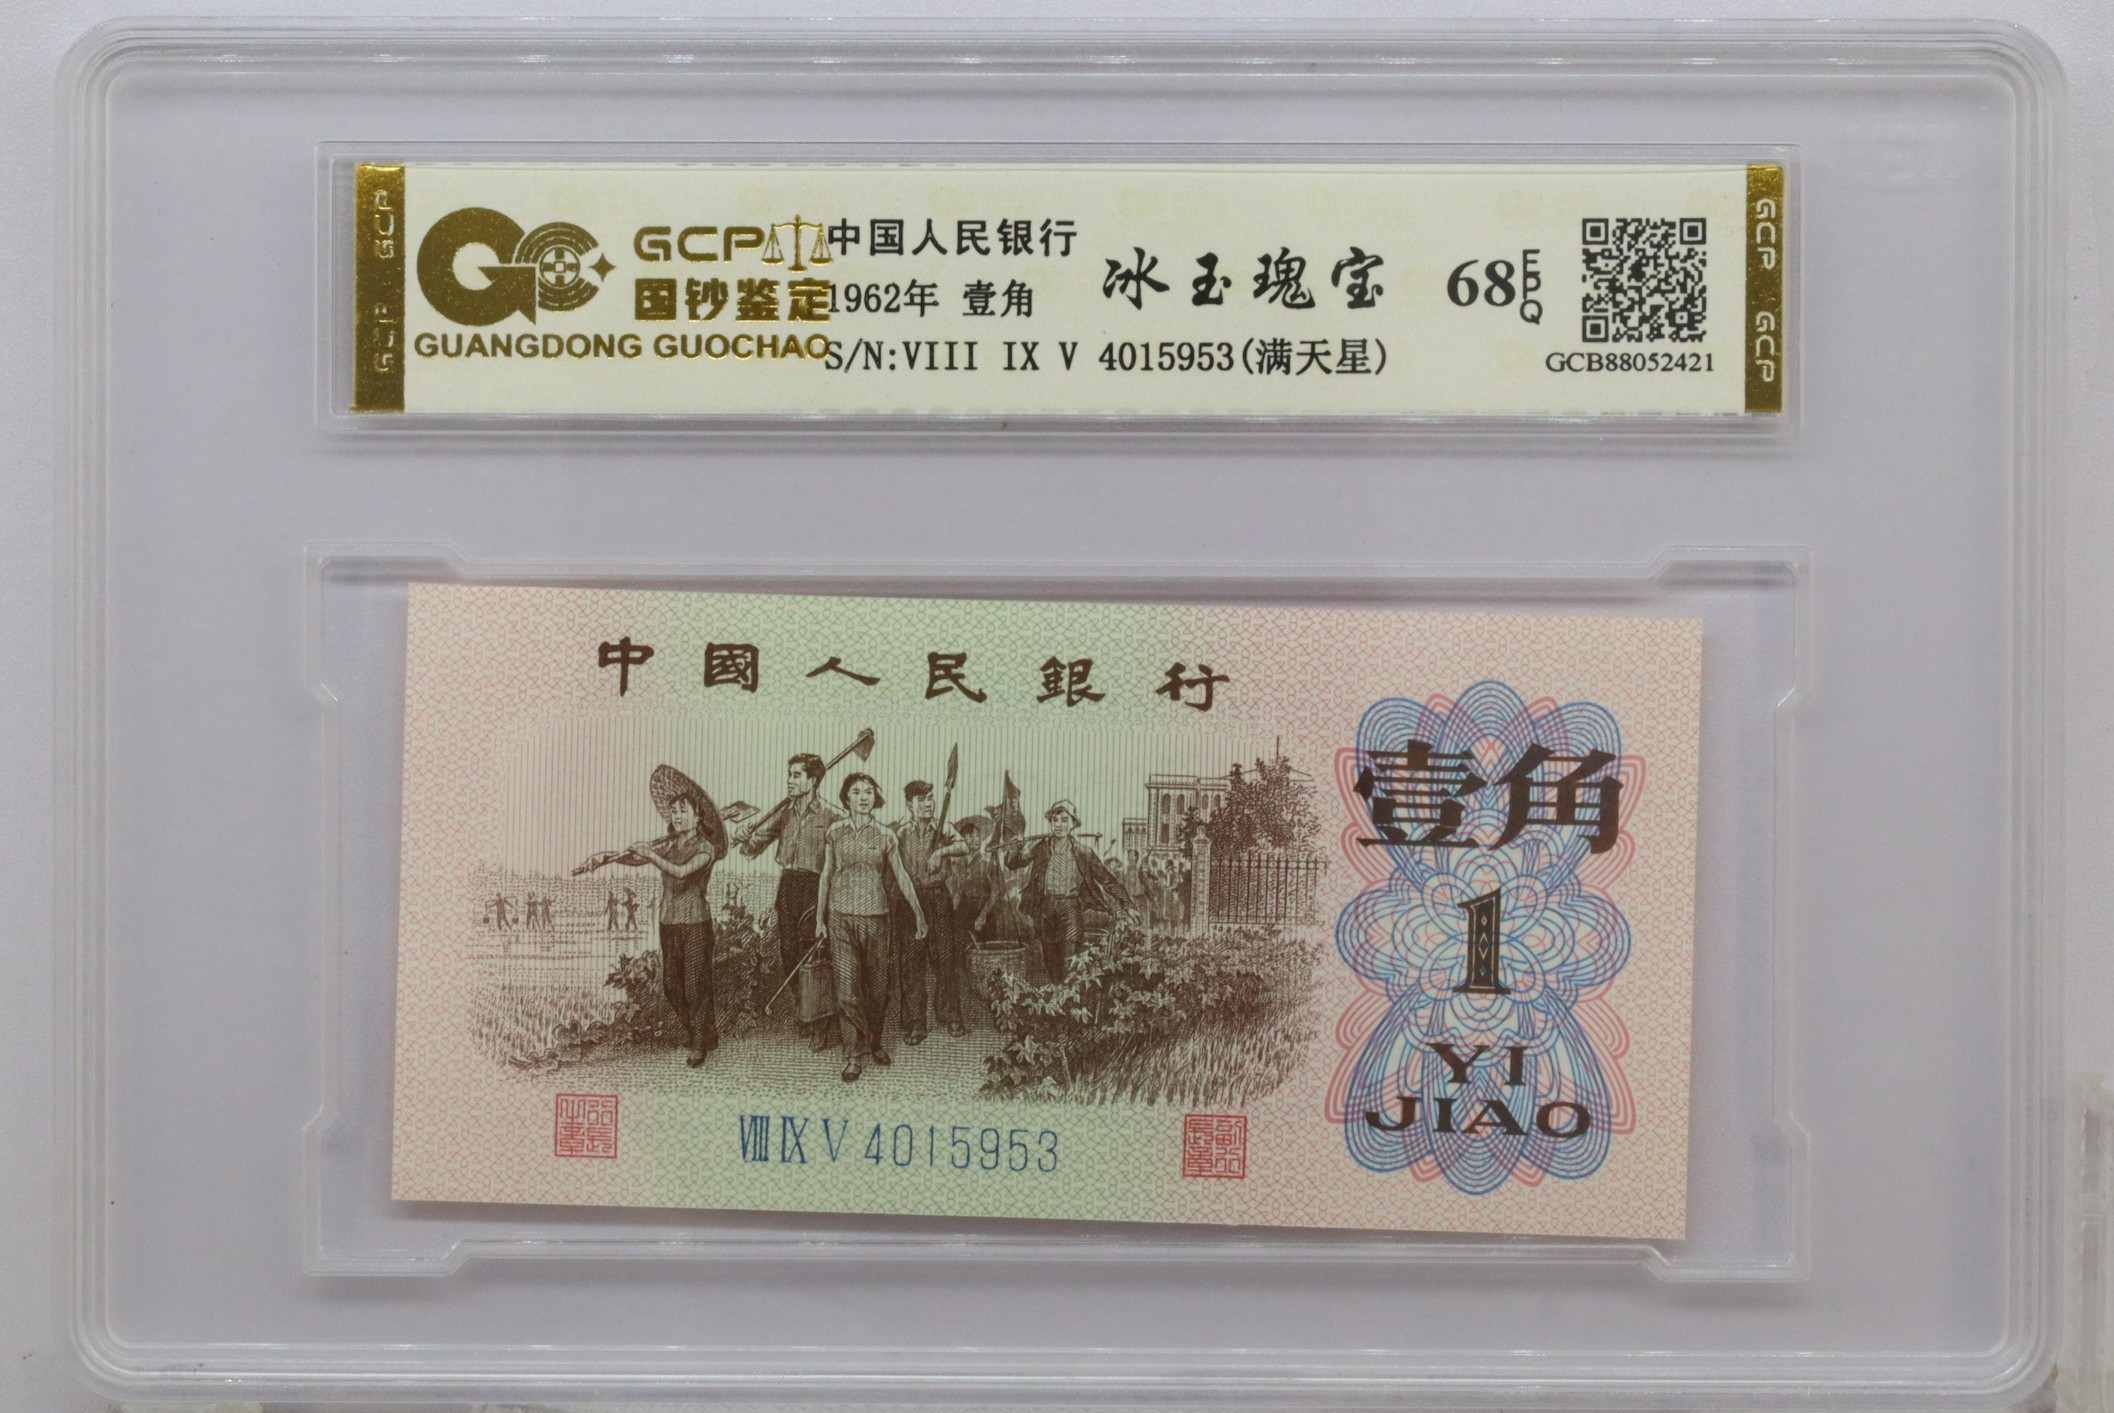 GCP
国钞鉴定
GUANGDONG GUOCHAO
中国人民银行
1962年 壹角
S/N:VIII IX V 4015953(满天星)
冰玉瑰宝
68 EPQ
GCB88052421
GCP GCP
中國人民銀行
壹角
1
YI
JIAO
VIII IX V 4015953